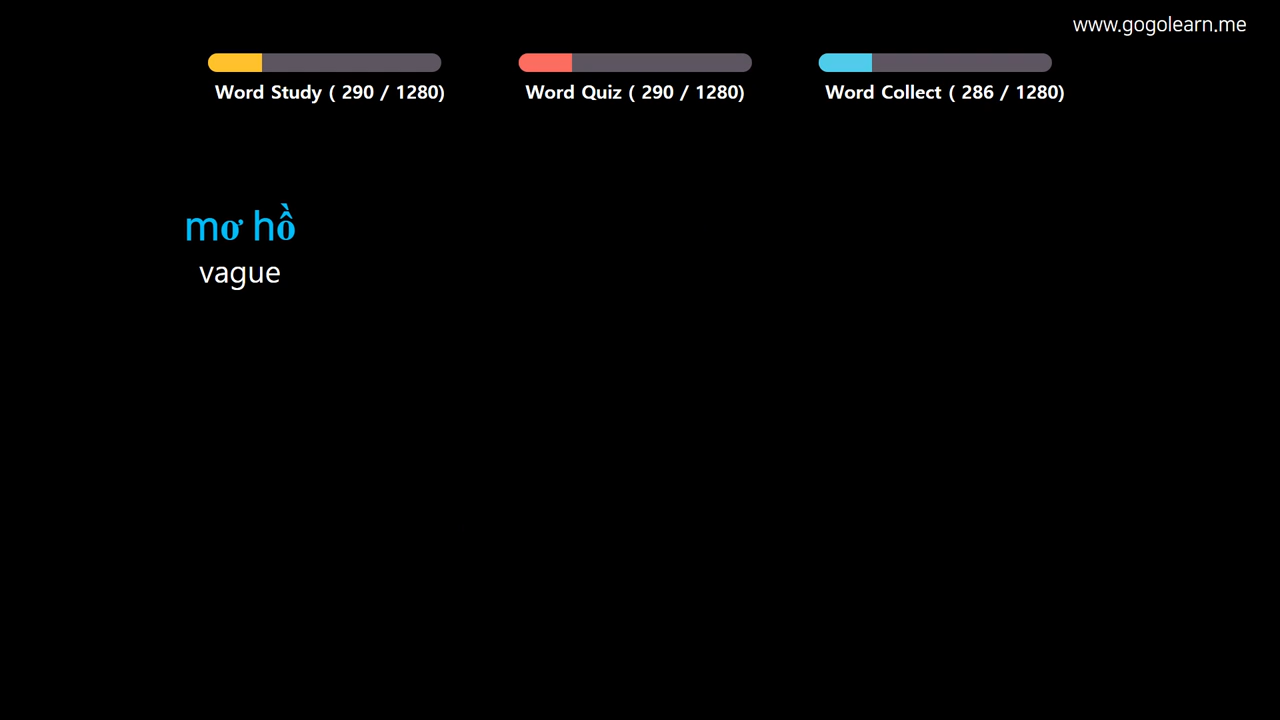 www.gogolearn.me
Word Study ( 290 / 1280)
Word Quiz ( 290 / 1280)
Word Collect ( 286 / 1280)
mơ hồ
vague